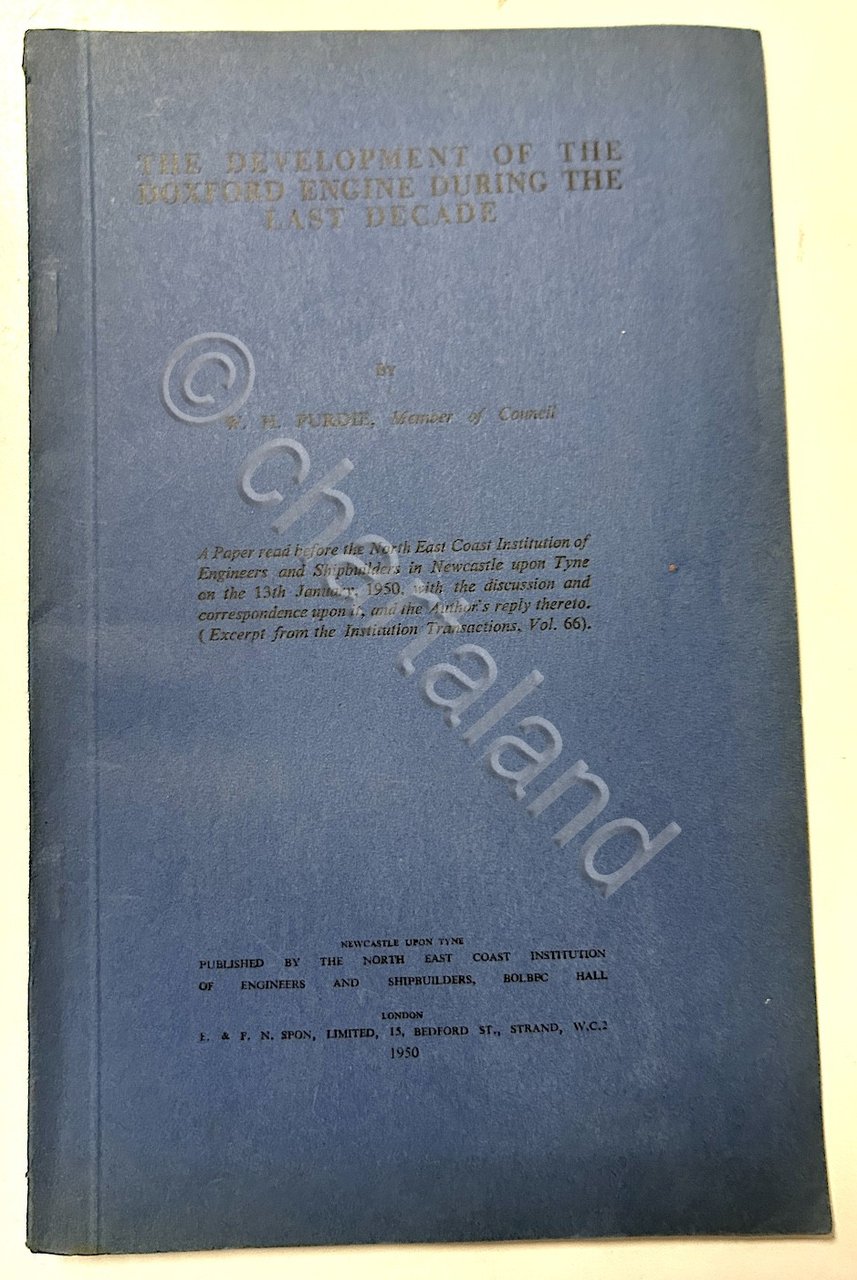 THE DEVELOPMENT OF THE
DOXFORD ENGINE DURING THE
LAST DECADE
BY
W. H. PURDIE, Member of Council
A Paper read before the North East Coast Institution of
Engineers and Shipbuilders in Newcastle upon Tyne
on the 13th January, 1950, with the discussion and
correspondence upon it, and the Author's reply thereto.
(Excerpt from the Institution Transactions, Vol. 66).
© chertaland
NEWCASTLE UPON TYNE
PUBLISHED BY THE NORTH EAST COAST INSTITUTION
OF ENGINEERS AND SHIPBUILDERS, BOLBEC HALL
LONDON
E. & F. N. SPON, LIMITED, 15, BEDFORD ST., STRAND, W.C.2
1950